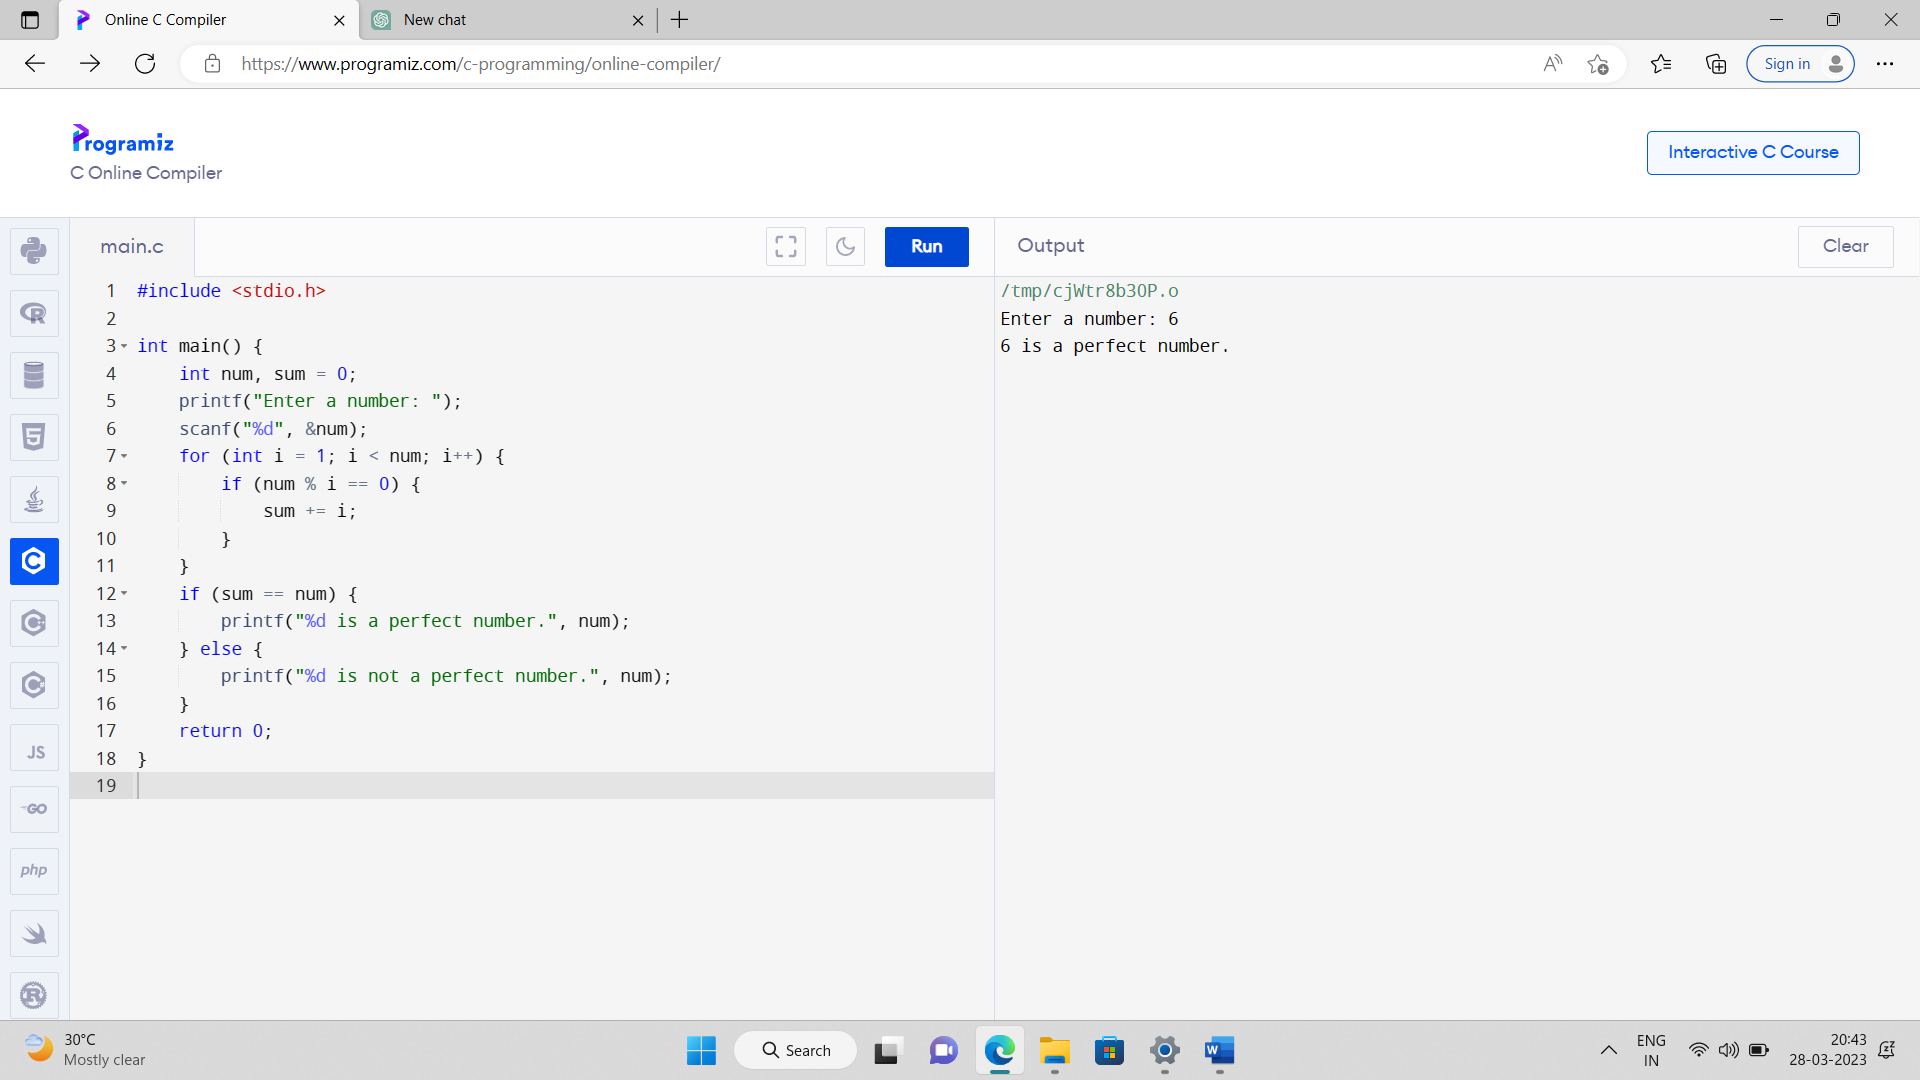 Online C Compiler
New chat
https://www.programiz.com/c-programming/online-compiler/
Sign in
Programiz
C Online Compiler
Interactive C Course
main.c
Run
Output
Clear
1 #include <stdio.h>
2
3 int main() {
4     int num, sum = 0;
5     printf("Enter a number: ");
6     scanf("%d", &num);
7     for (int i = 1; i < num; i++) {
8         if (num % i == 0) {
9             sum += i;
10         }
11     }
12     if (sum == num) {
13         printf("%d is a perfect number.", num);
14     } else {
15         printf("%d is not a perfect number.", num);
16     }
17     return 0;
18 }
19
/tmp/cjWtr8b3OP.o
Enter a number: 6
6 is a perfect number.
JS
GO
php
30°C
Mostly clear
Search
ENG
IN
20:43
28-03-2023